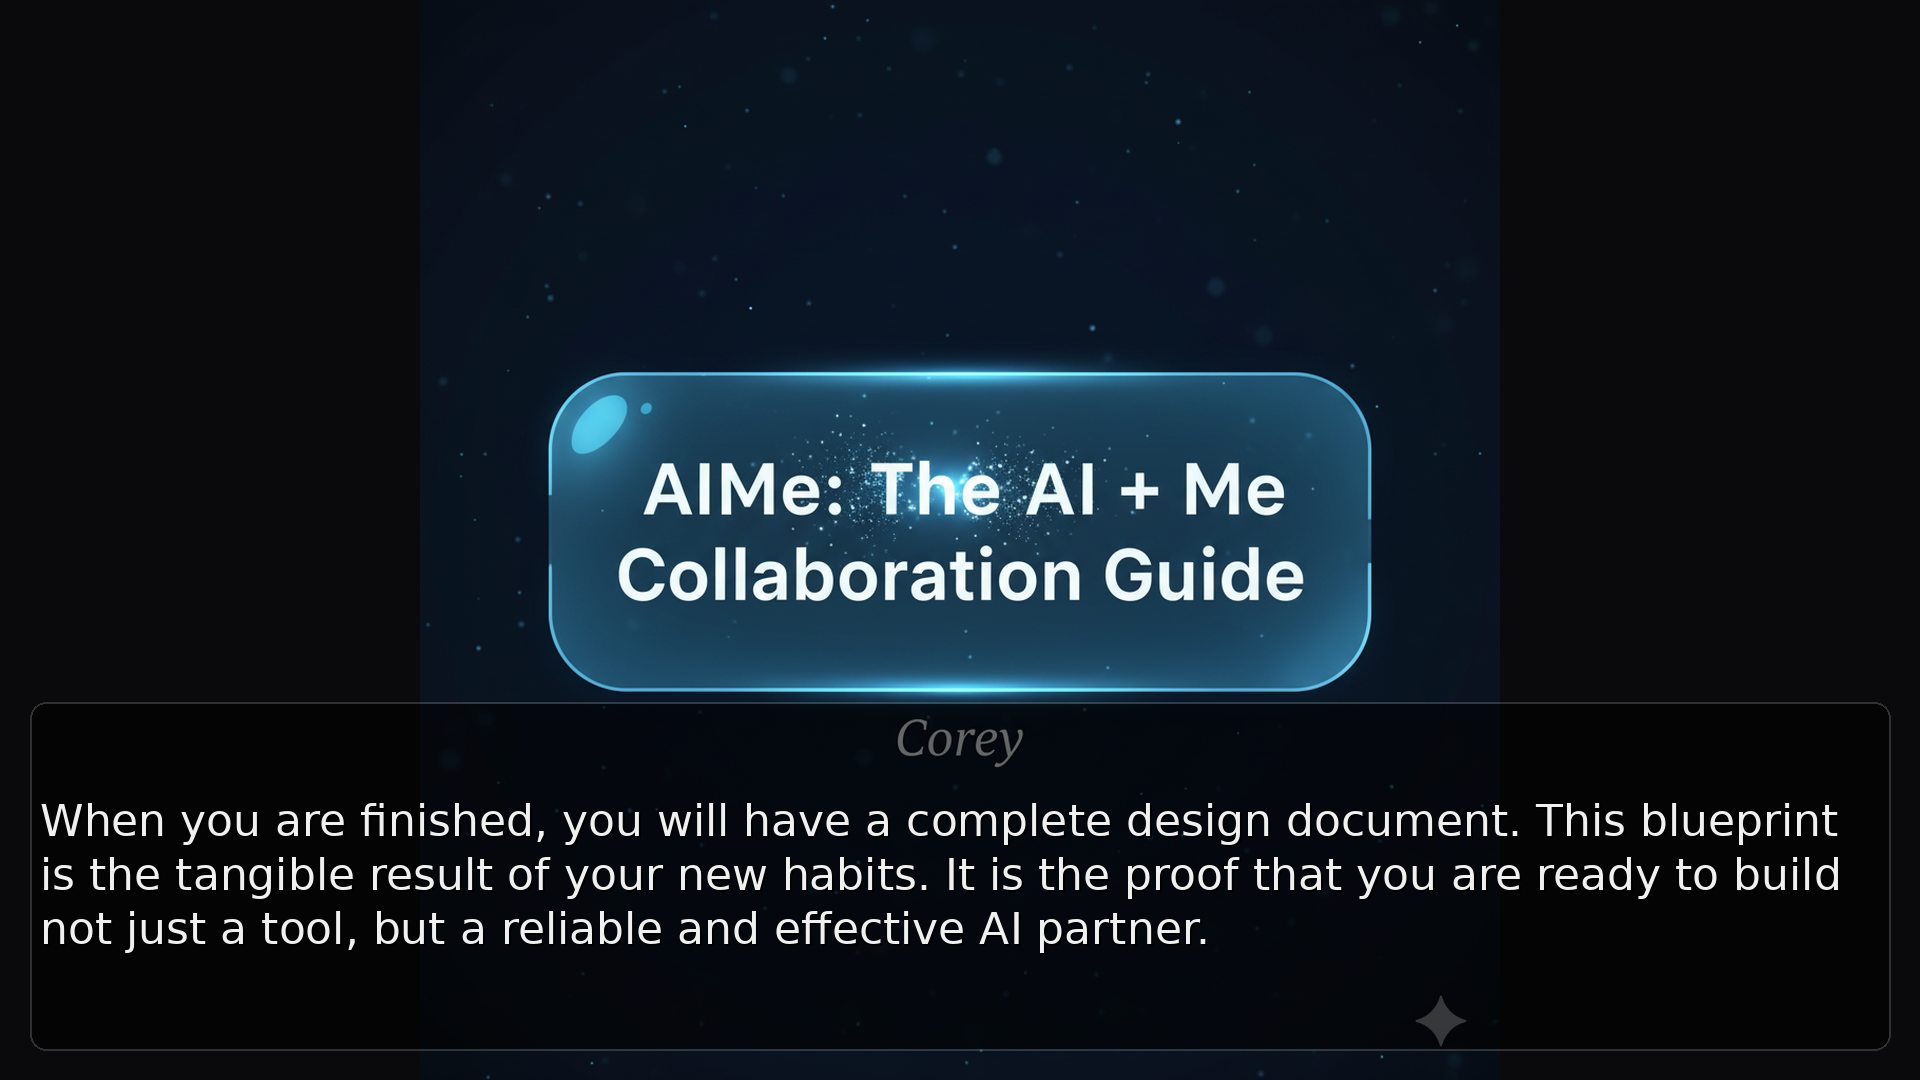 AIMe: The AI + Me
Collaboration Guide
Corey
When you are finished, you will have a complete design document. This blueprint
is the tangible result of your new habits. It is the proof that you are ready to build
not just a tool, but a reliable and effective AI partner.